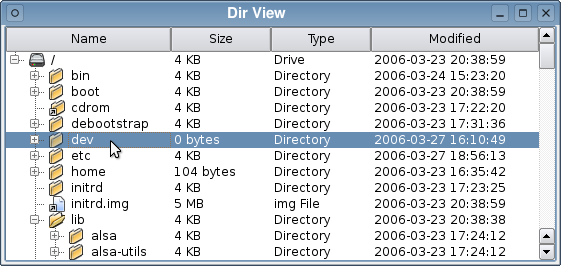 Dir View
Name Size Type Modified
/ 4 KB Drive 2006-03-23 20:38:59
bin 4 KB Directory 2006-03-24 15:23:20
boot 4 KB Directory 2006-03-23 20:38:59
cdrom 4 KB Directory 2006-03-23 17:22:20
debootstrap 4 KB Directory 2006-03-23 17:31:36
dev 0 bytes Directory 2006-03-27 16:10:49
etc 4 KB Directory 2006-03-27 18:56:13
home 104 bytes Directory 2006-03-23 16:35:42
initrd 4 KB Directory 2006-03-23 17:23:25
initrd.img 5 MB img File 2006-03-23 20:38:59
lib 4 KB Directory 2006-03-23 20:38:38
alsa 4 KB Directory 2006-03-23 17:24:12
alsa-utils 4 KB Directory 2006-03-23 17:24:12